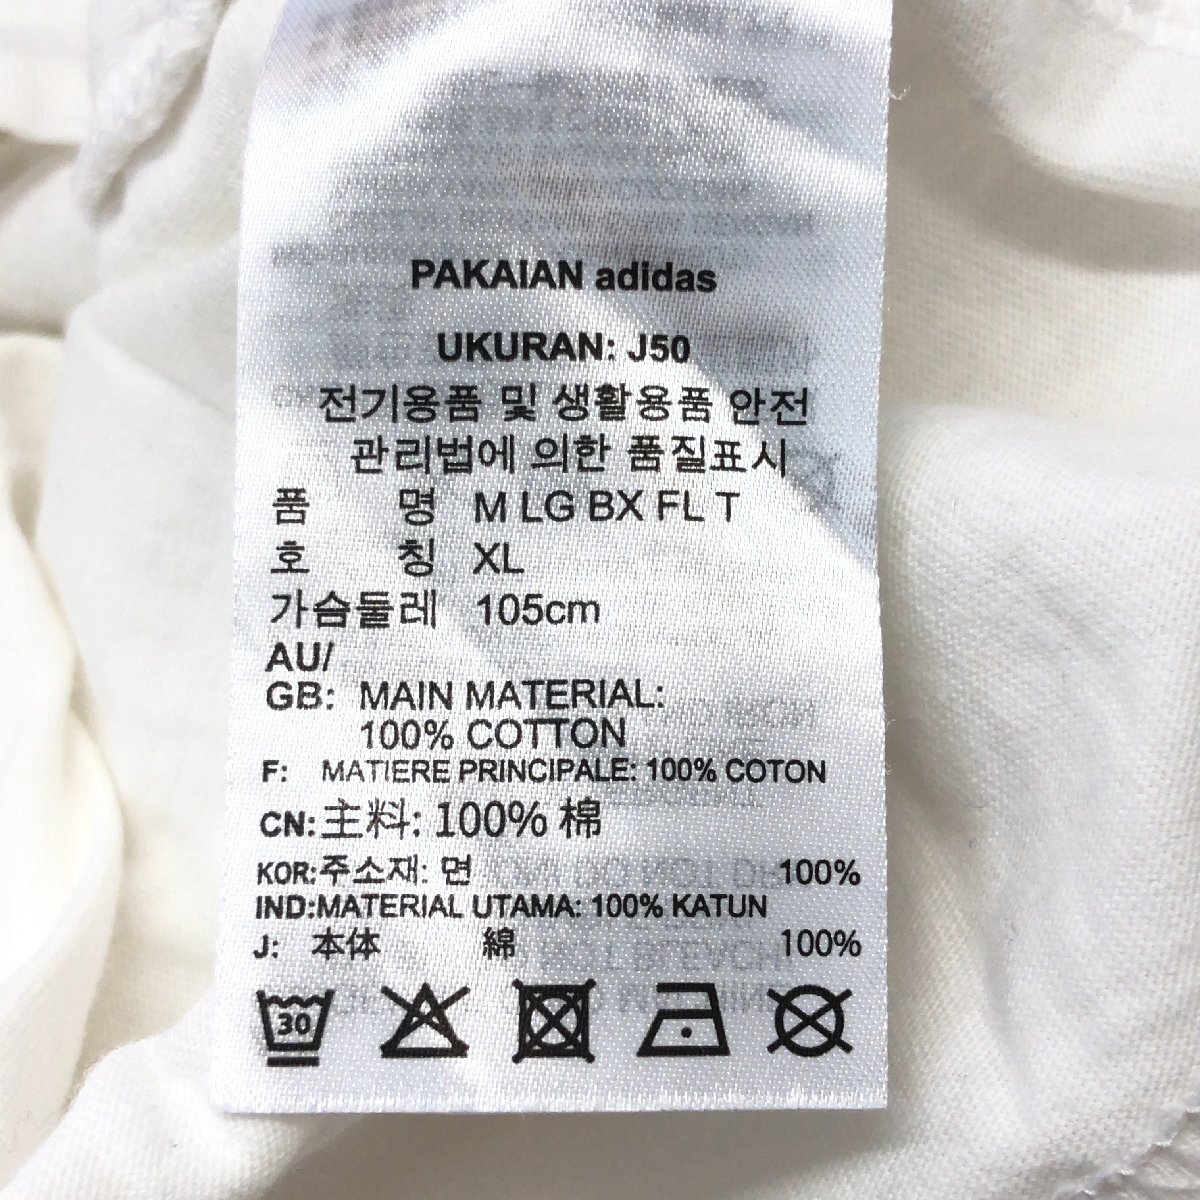 PAKAIAN adidas
UKURAN: J50
전기용품 및 생활용품 안전
관리법에 의한 품질표시
품 명 M LG BX FL T
호 칭 XL
가슴둘레 105cm
AU/
GB: MAIN MATERIAL:
100% COTTON
F: MATIERE PRINCIPALE: 100% COTON
CN:主料: 100% 棉
KOR:주소재: 면 100%
IND:MATERIAL UTAMA: 100% KATUN
J: 本体 綿 100%
30